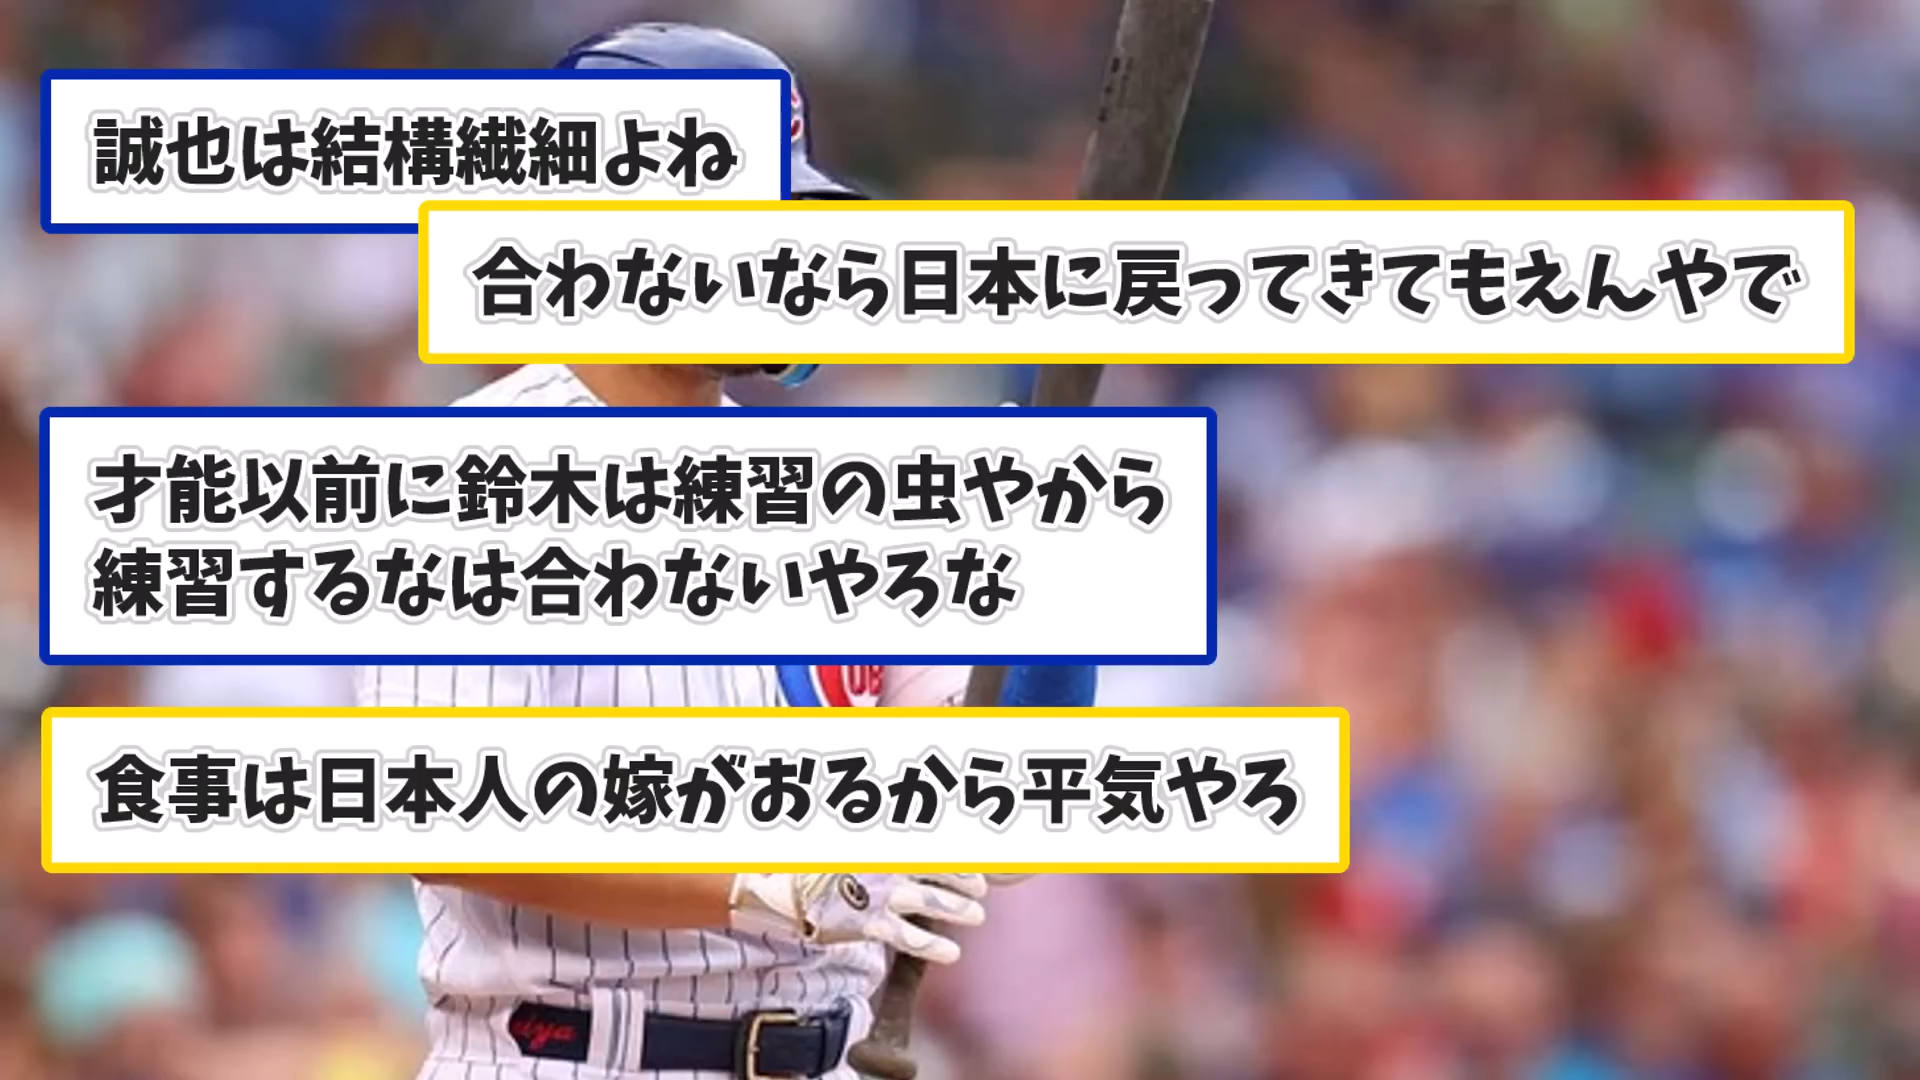 誠也は結構繊細よね
合わないなら日本に戻ってきてもえんやで
才能以前に鈴木は練習の虫やから
練習するなは合わないやろな
UB
食事は日本人の嫁がおるから平気やろ
eiya